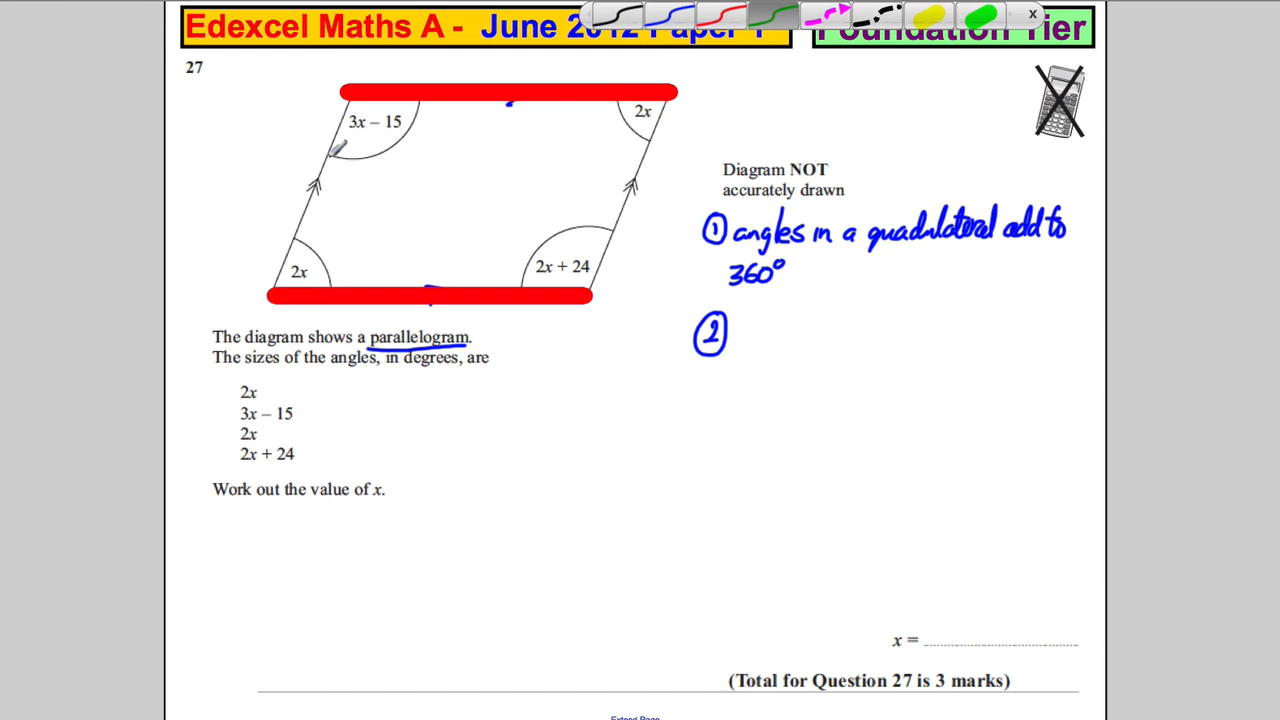 Edexcel Maths A - June 2012 Paper 1
Foundation Tier
x
27
3x – 15
2x
2x
2x + 24
Diagram NOT
accurately drawn
① angles in a quadrilateral add to
360°
②
The diagram shows a parallelogram.
The sizes of the angles, in degrees, are
2x
3x – 15
2x
2x + 24
Work out the value of x.
x =
(Total for Question 27 is 3 marks)
Extend Page